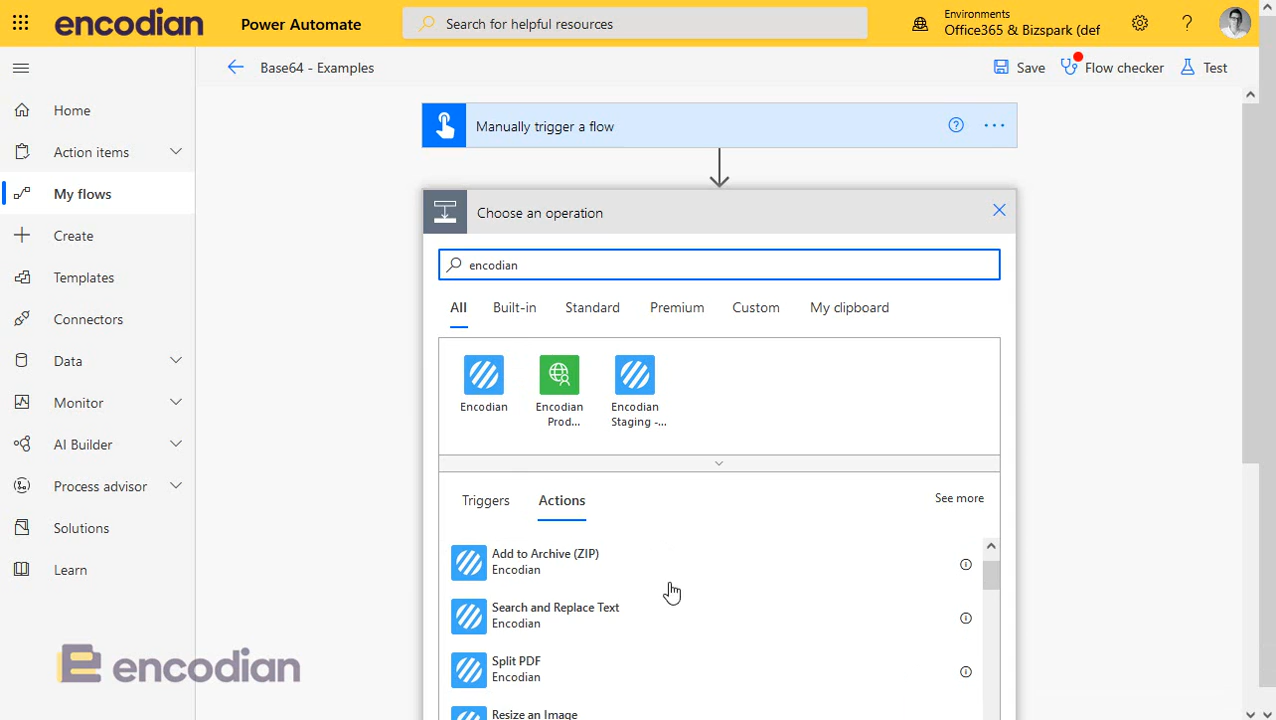 encodian
Power Automate
Search for helpful resources
Environments
Office365 & Bizspark (def
Base64 - Examples
Save
Flow checker
Test
Home
Action items
My flows
Create
Templates
Connectors
Data
Monitor
AI Builder
Process advisor
Solutions
Learn
Manually trigger a flow
Choose an operation
encodian
All
Built-in
Standard
Premium
Custom
My clipboard
Encodian
Encodian
Prod...
Encodian
Staging -...
Triggers
Actions
See more
Add to Archive (ZIP)
Encodian
Search and Replace Text
Encodian
Split PDF
Encodian
Resize an Image
encodian